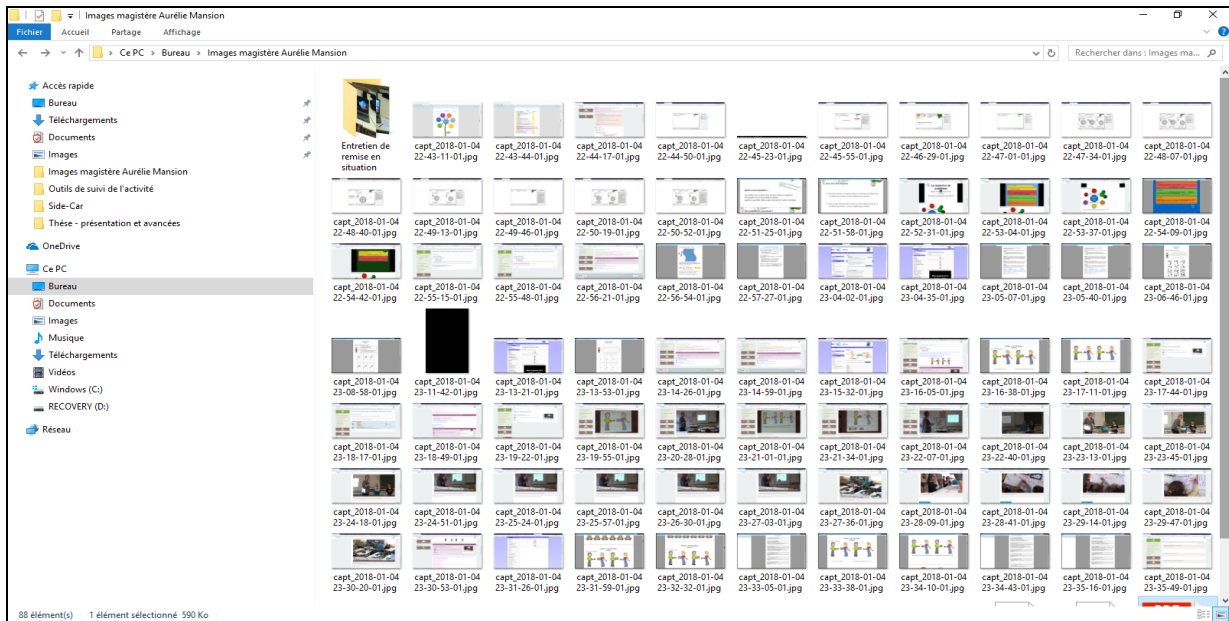 Images magistère Aurélie Mansion
Fichier Accueil Partage Affichage
Ce PC > Bureau > Images magistère Aurélie Mansion
Rechercher dans : Images ma...
Accès rapide
Bureau
Téléchargements
Documents
Images
Images magistère Aurélie Mansion
Outils de suivi de l'activité
Side-Car
Thése - présentation et avancées
OneDrive
Ce PC
Bureau
Documents
Images
Musique
Téléchargements
Vidéos
Windows (C:)
RECOVERY (D:)
Réseau
Entretien de remise en situation
capt_2018-01-04 22-43-11-01.jpg
capt_2018-01-04 22-43-44-01.jpg
capt_2018-01-04 22-44-17-01.jpg
capt_2018-01-04 22-44-50-01.jpg
capt_2018-01-04 22-45-23-01.jpg
capt_2018-01-04 22-45-55-01.jpg
capt_2018-01-04 22-46-29-01.jpg
capt_2018-01-04 22-47-01-01.jpg
capt_2018-01-04 22-47-34-01.jpg
capt_2018-01-04 22-48-07-01.jpg
capt_2018-01-04 22-48-40-01.jpg
capt_2018-01-04 22-49-13-01.jpg
capt_2018-01-04 22-49-46-01.jpg
capt_2018-01-04 22-50-19-01.jpg
capt_2018-01-04 22-50-52-01.jpg
capt_2018-01-04 22-51-25-01.jpg
capt_2018-01-04 22-51-58-01.jpg
capt_2018-01-04 22-52-31-01.jpg
capt_2018-01-04 22-53-04-01.jpg
capt_2018-01-04 22-53-37-01.jpg
capt_2018-01-04 22-54-09-01.jpg
capt_2018-01-04 22-54-42-01.jpg
capt_2018-01-04 22-55-15-01.jpg
capt_2018-01-04 22-55-48-01.jpg
capt_2018-01-04 22-56-21-01.jpg
capt_2018-01-04 22-56-54-01.jpg
capt_2018-01-04 22-57-27-01.jpg
capt_2018-01-04 23-04-02-01.jpg
capt_2018-01-04 23-04-35-01.jpg
capt_2018-01-04 23-05-07-01.jpg
capt_2018-01-04 23-05-40-01.jpg
capt_2018-01-04 23-06-46-01.jpg
capt_2018-01-04 23-08-58-01.jpg
capt_2018-01-04 23-11-42-01.jpg
capt_2018-01-04 23-13-21-01.jpg
capt_2018-01-04 23-13-53-01.jpg
capt_2018-01-04 23-14-26-01.jpg
capt_2018-01-04 23-14-59-01.jpg
capt_2018-01-04 23-15-32-01.jpg
capt_2018-01-04 23-16-05-01.jpg
capt_2018-01-04 23-16-38-01.jpg
capt_2018-01-04 23-17-11-01.jpg
capt_2018-01-04 23-17-44-01.jpg
capt_2018-01-04 23-18-17-01.jpg
capt_2018-01-04 23-18-49-01.jpg
capt_2018-01-04 23-19-22-01.jpg
capt_2018-01-04 23-19-55-01.jpg
capt_2018-01-04 23-20-28-01.jpg
capt_2018-01-04 23-21-01-01.jpg
capt_2018-01-04 23-21-34-01.jpg
capt_2018-01-04 23-22-07-01.jpg
capt_2018-01-04 23-22-40-01.jpg
capt_2018-01-04 23-23-13-01.jpg
capt_2018-01-04 23-23-45-01.jpg
capt_2018-01-04 23-24-18-01.jpg
capt_2018-01-04 23-24-51-01.jpg
capt_2018-01-04 23-25-24-01.jpg
capt_2018-01-04 23-25-57-01.jpg
capt_2018-01-04 23-26-30-01.jpg
capt_2018-01-04 23-27-03-01.jpg
capt_2018-01-04 23-27-36-01.jpg
capt_2018-01-04 23-28-09-01.jpg
capt_2018-01-04 23-28-41-01.jpg
capt_2018-01-04 23-29-14-01.jpg
capt_2018-01-04 23-29-47-01.jpg
capt_2018-01-04 23-30-20-01.jpg
capt_2018-01-04 23-30-53-01.jpg
capt_2018-01-04 23-31-26-01.jpg
capt_2018-01-04 23-31-59-01.jpg
capt_2018-01-04 23-32-32-01.jpg
capt_2018-01-04 23-33-05-01.jpg
capt_2018-01-04 23-33-38-01.jpg
capt_2018-01-04 23-34-10-01.jpg
capt_2018-01-04 23-34-43-01.jpg
capt_2018-01-04 23-35-16-01.jpg
capt_2018-01-04 23-35-49-01.jpg
88 élément(s) 1 élément sélectionné 590 Ko